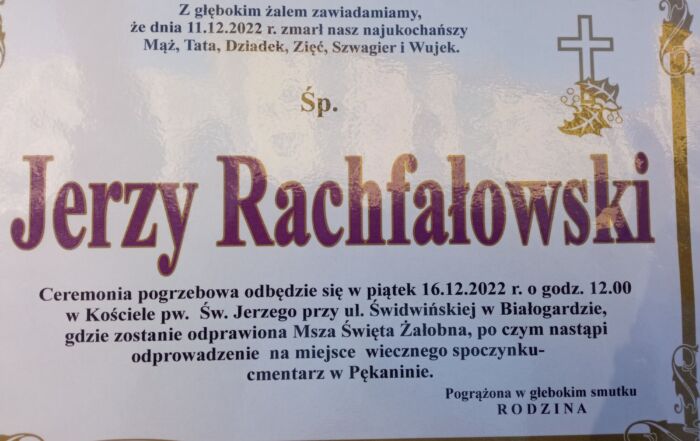 Z głębokim żalem zawiadamiamy,
że dnia 11.12.2022 r. zmarł nasz najukochańszy
Mąż, Tata, Dziadek, Zięć, Szwagier i Wujek.
Śp.
Jerzy Rachfałowski
Ceremonia pogrzebowa odbędzie się w piątek 16.12.2022 r. o godz. 12.00
w Kościele pw. Św. Jerzego przy ul. Świdwińskiej w Białogardzie,
gdzie zostanie odprawiona Msza Święta Żałobna, po czym nastąpi
odprowadzenie na miejsce wiecznego spoczynku-
cmentarz w Pękaninie.
Pogrążona w głebokim smutku
RODZINA